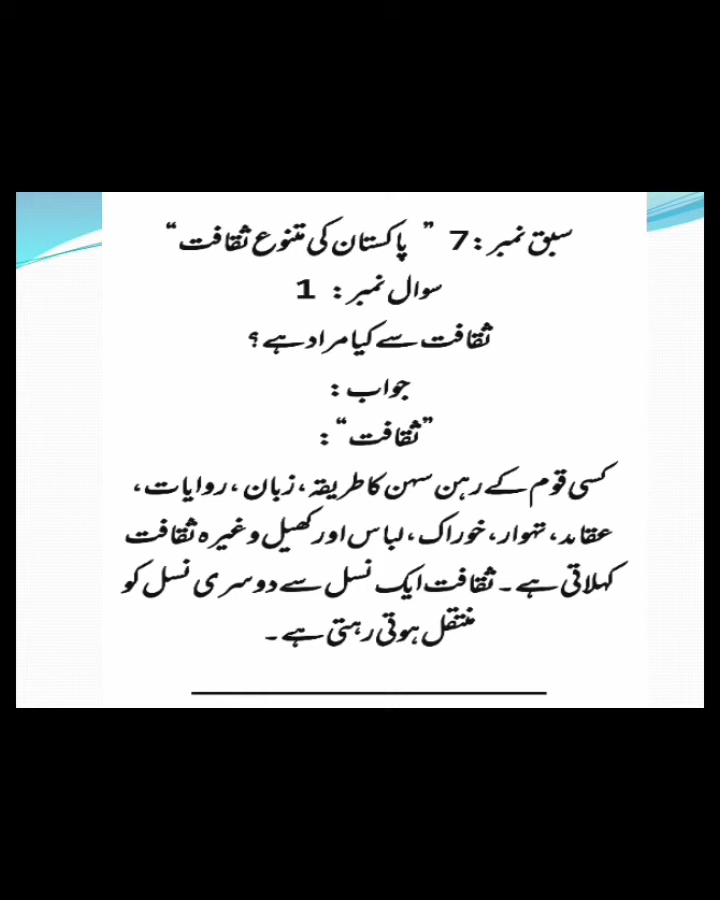 سبق نمبر : 7 ” پاکستان کی متنوع ثقافت “
سوال نمبر : 1
ثقافت سے کیا مراد ہے ؟
جواب :
”ثقافت“ :
کسی قوم کے رہن سہن کا طریقہ ، زبان ، روایات ،
عقاید ، تہوار ، خوراک ، لباس اور کھیل وغیرہ ثقافت
کہلاتی ہے ۔ ثقافت ایک نسل سے دوسری نسل کو
منتقل ہوتی رہتی ہے ۔